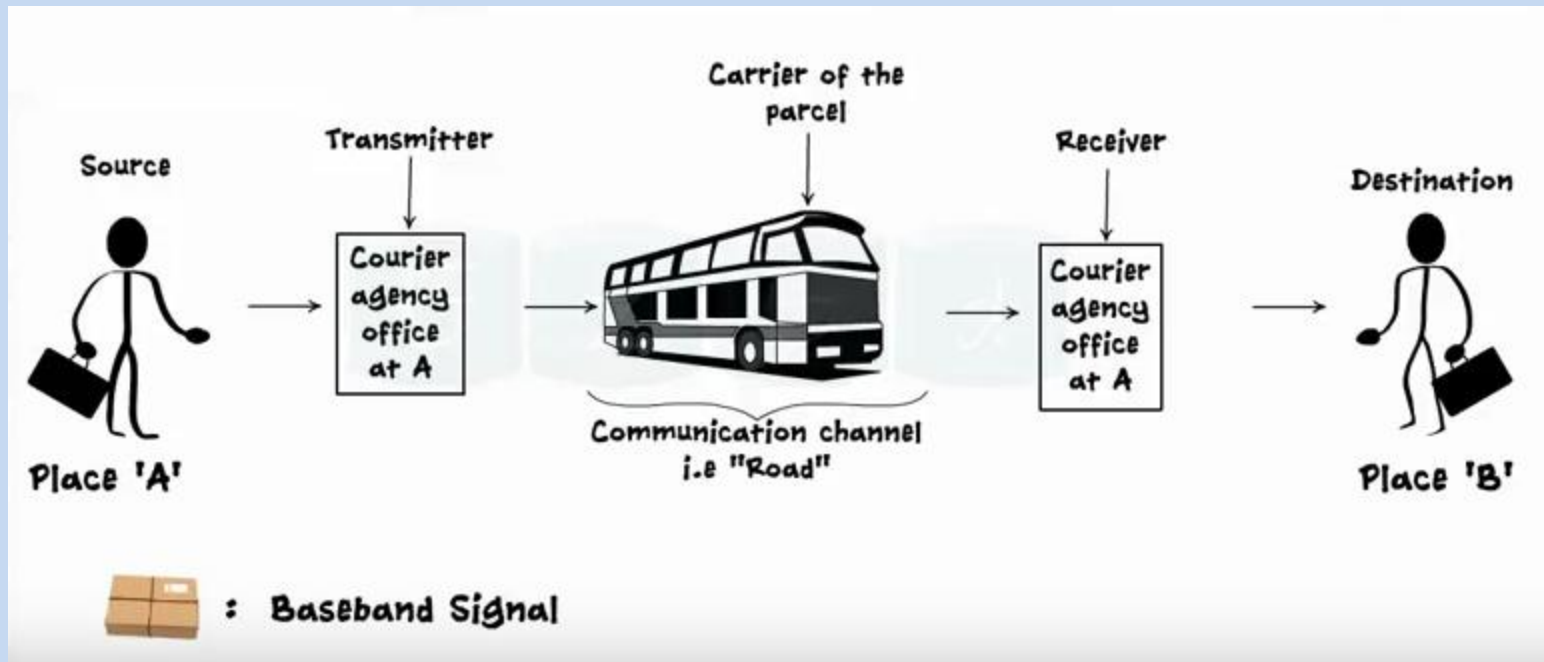 Carrier of the
parcel
Transmitter
Receiver
Source
Destination
Courier
agency
office
at A
Courier
agency
office
at A
Communication channel
i.e "Road"
Place 'A'
Place 'B'
: Baseband Signal